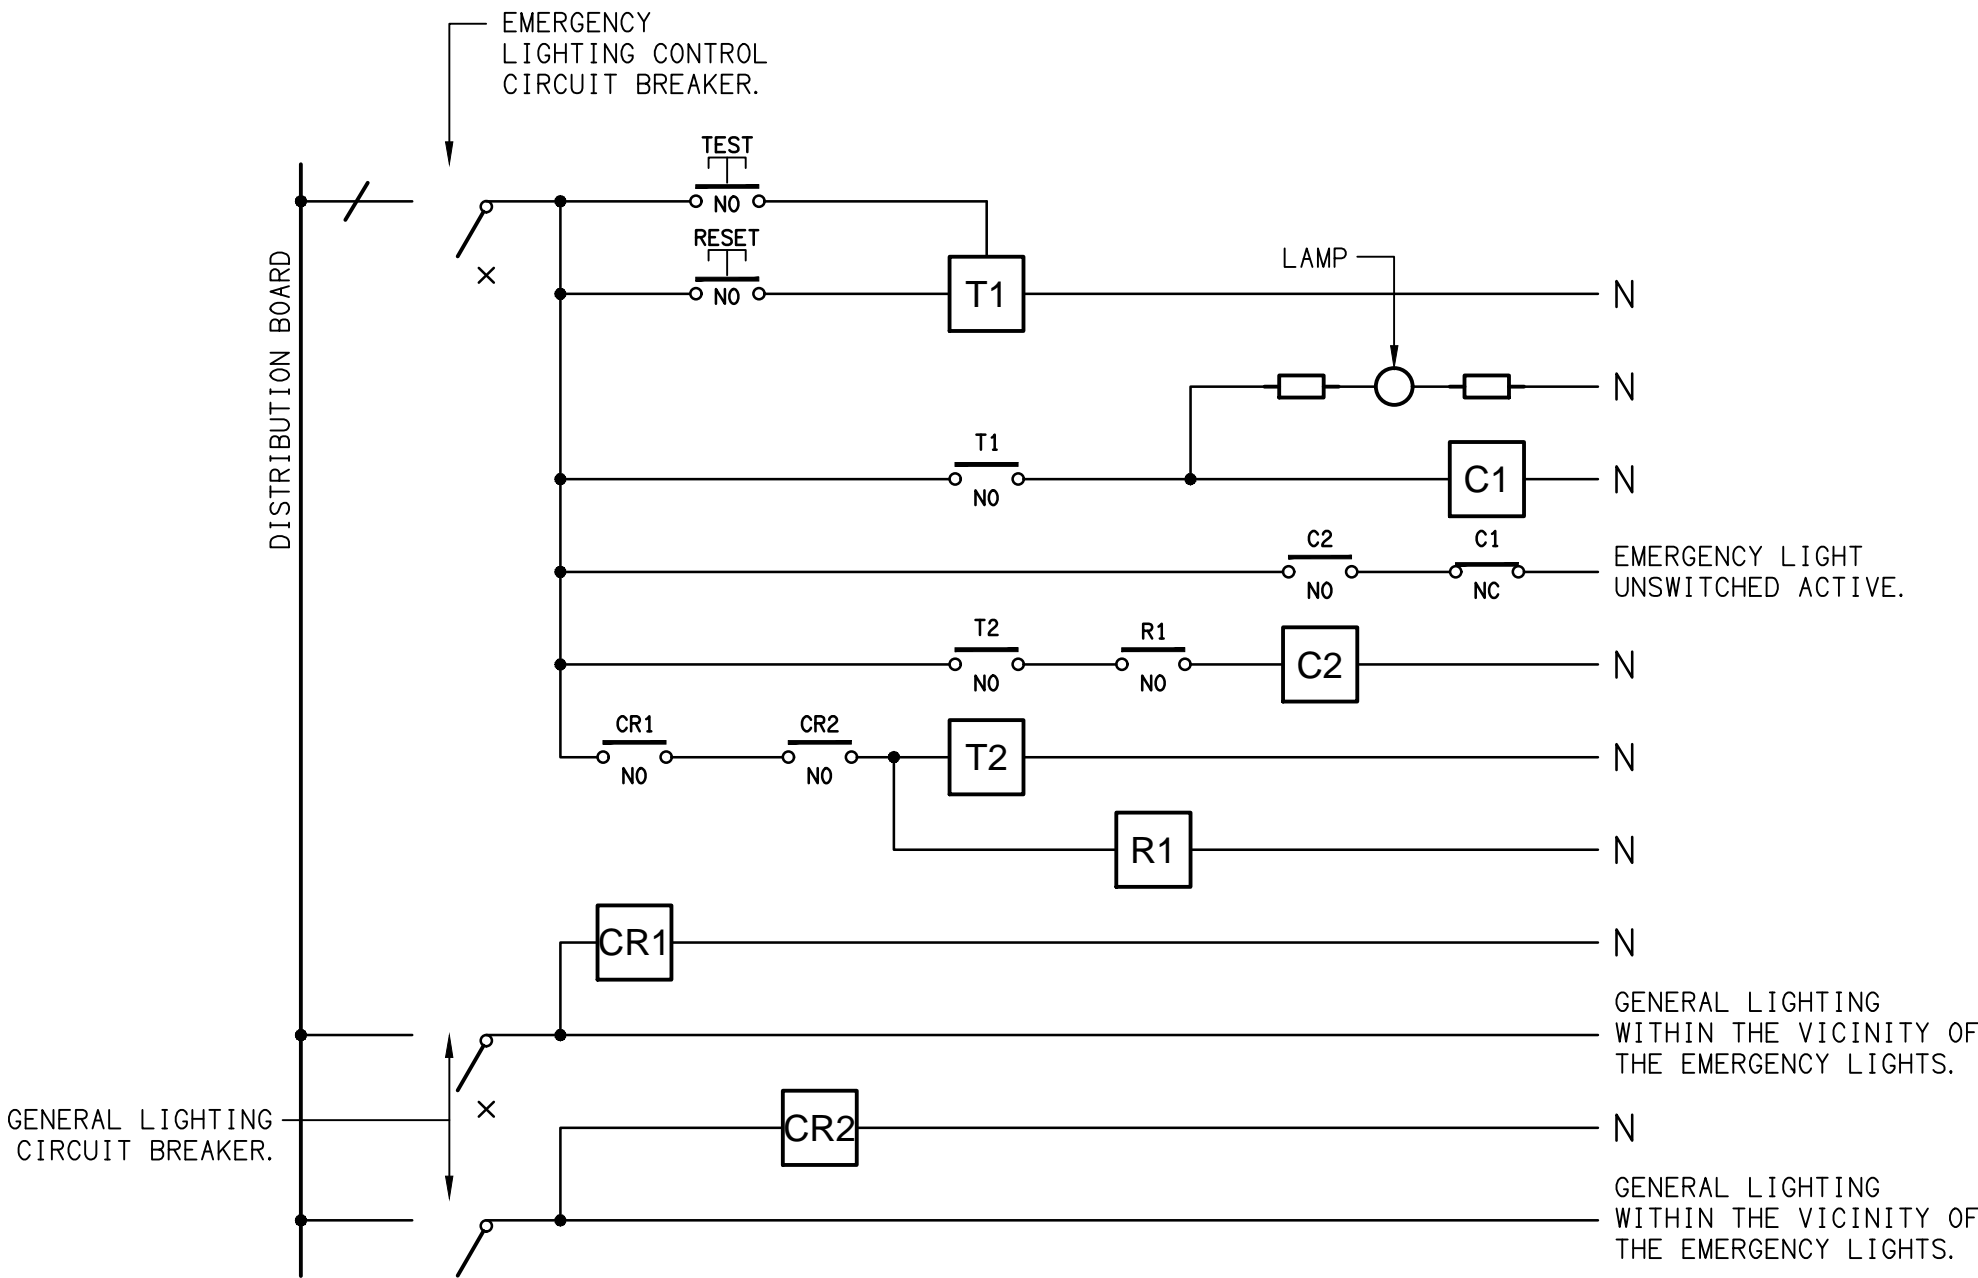 EMERGENCY
LIGHTING CONTROL
CIRCUIT BREAKER.
TEST
NO
RESET
NO
T1
N
LAMP
N
DISTRIBUTION BOARD
T1
NO
C1
N
C2
NO
C1
NC
EMERGENCY LIGHT
UNSWITCHED ACTIVE.
T2
NO
R1
NO
C2
N
CR1
NO
CR2
NO
T2
N
R1
N
CR1
N
GENERAL LIGHTING
WITHIN THE VICINITY OF
THE EMERGENCY LIGHTS.
GENERAL LIGHTING
CIRCUIT BREAKER.
CR2
N
GENERAL LIGHTING
WITHIN THE VICINITY OF
THE EMERGENCY LIGHTS.